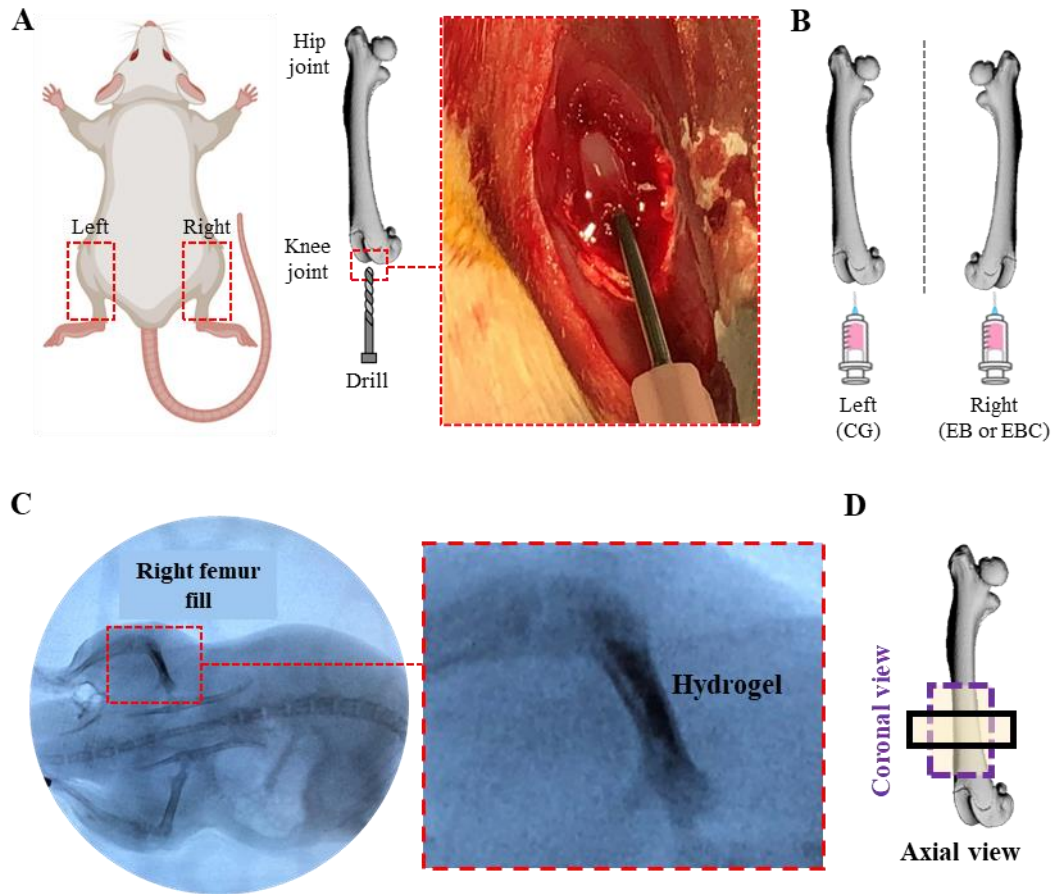 A
Hip
joint
Left
Right
Knee
joint
Drill
B
Left
(CG)
Right
(EB or EBC)
C
Right femur
fill
Hydrogel
D
Coronal view
Axial view